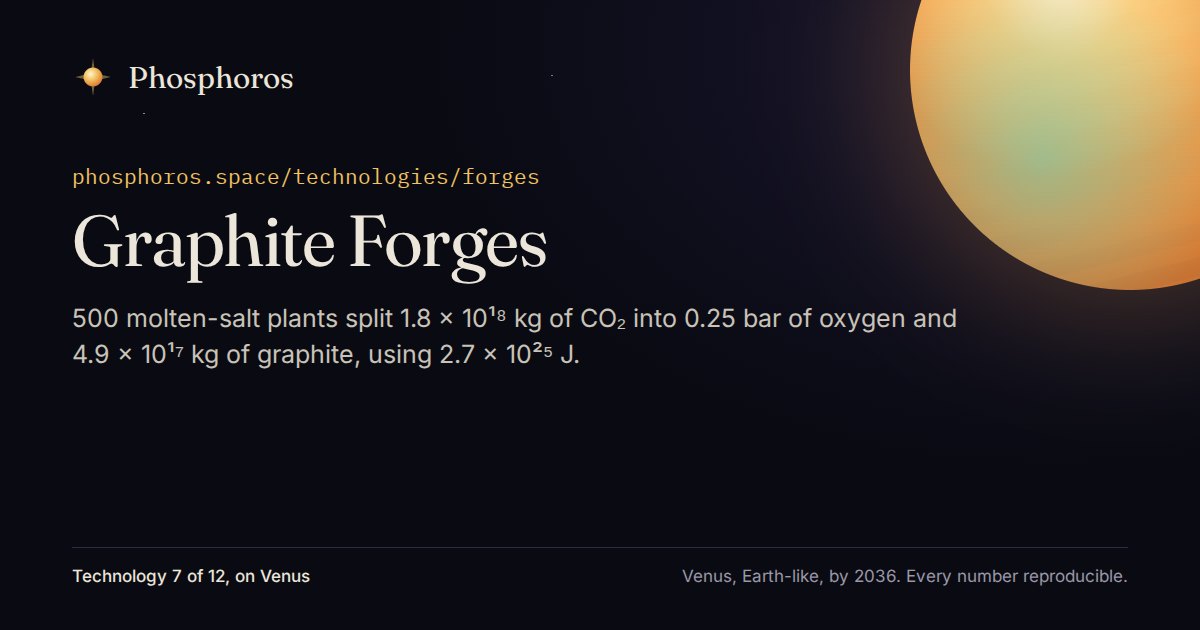 Phosphoros
phosphoros.space/technologies/forges
Graphite Forges
500 molten-salt plants split 1.8 × 10¹⁸ kg of CO₂ into 0.25 bar of oxygen and
4.9 × 10¹⁷ kg of graphite, using 2.7 × 10²⁵ J.
Technology 7 of 12, on Venus
Venus, Earth-like, by 2036. Every number reproducible.